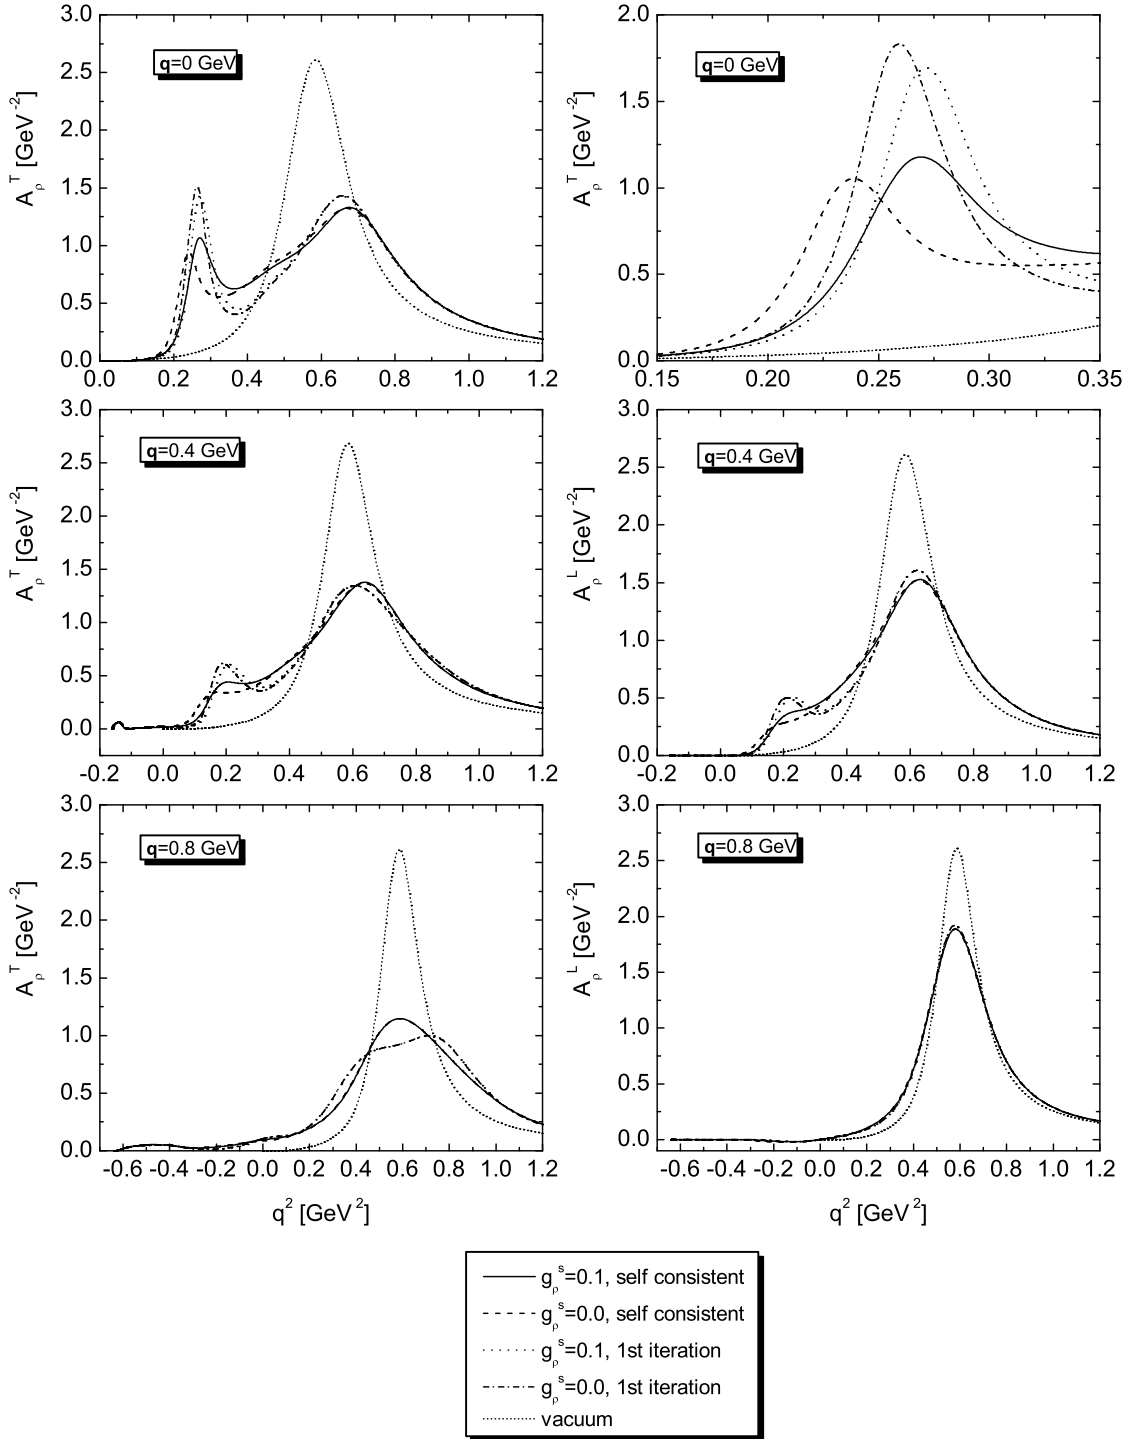 3.0
2.5
2.0
1.5
1.0
0.5
0.0
A_ρ^T [GeV^-2]
q=0 GeV
0.0 0.2 0.4 0.6 0.8 1.0 1.2
2.0
1.5
1.0
0.5
0.0
A_ρ^T [GeV^-2]
q=0 GeV
0.15 0.20 0.25 0.30 0.35
3.0
2.5
2.0
1.5
1.0
0.5
0.0
A_ρ^T [GeV^-2]
q=0.4 GeV
-0.2 0.0 0.2 0.4 0.6 0.8 1.0 1.2
3.0
2.5
2.0
1.5
1.0
0.5
0.0
A_ρ^L [GeV^-2]
q=0.4 GeV
-0.2 0.0 0.2 0.4 0.6 0.8 1.0 1.2
3.0
2.5
2.0
1.5
1.0
0.5
0.0
A_ρ^T [GeV^-2]
q=0.8 GeV
-0.6 -0.4 -0.2 0.0 0.2 0.4 0.6 0.8 1.0 1.2
q^2 [GeV^2]
3.0
2.5
2.0
1.5
1.0
0.5
0.0
A_ρ^L [GeV^-2]
q=0.8 GeV
-0.6 -0.4 -0.2 0.0 0.2 0.4 0.6 0.8 1.0 1.2
q^2 [GeV^2]
g_ρ^s=0.1, self consistent
g_ρ^s=0.0, self consistent
g_ρ^s=0.1, 1st iteration
g_ρ^s=0.0, 1st iteration
vacuum